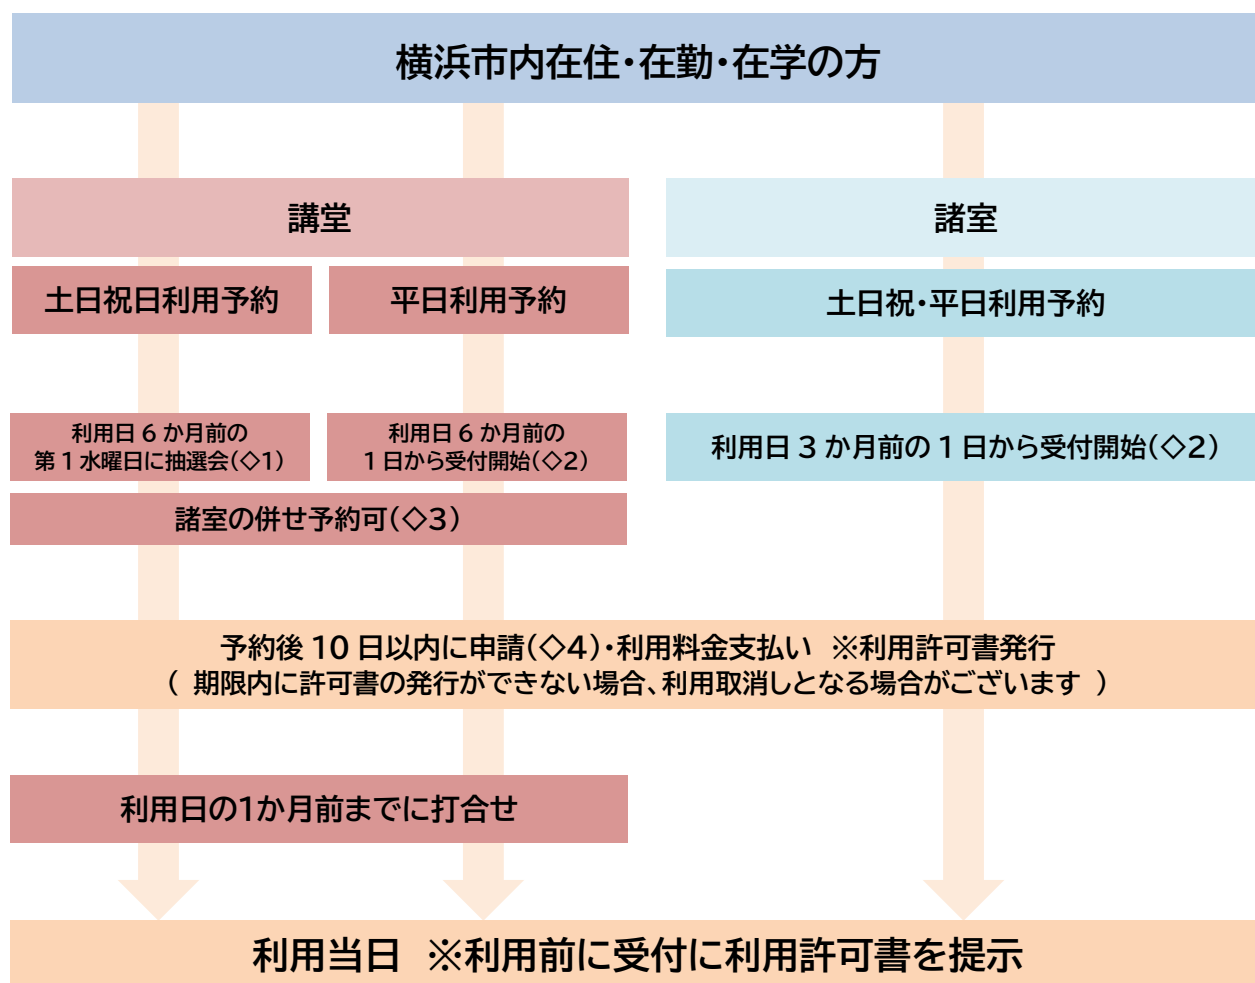 横浜市内在住・在勤・在学の方
講堂
諸室
土日祝日利用予約
平日利用予約
土日祝・平日利用予約
利用日6か月前の
第1水曜日に抽選会(◇1)
利用日6か月前の
1日から受付開始(◇2)
利用日3か月前の1日から受付開始(◇2)
諸室の併せ予約可(◇3)
予約後10日以内に申請(◇4)・利用料金支払い ※利用許可書発行
( 期限内に許可書の発行ができない場合、利用取消しとなる場合がございます )
利用日の1か月前までに打合せ
利用当日 ※利用前に受付に利用許可書を提示